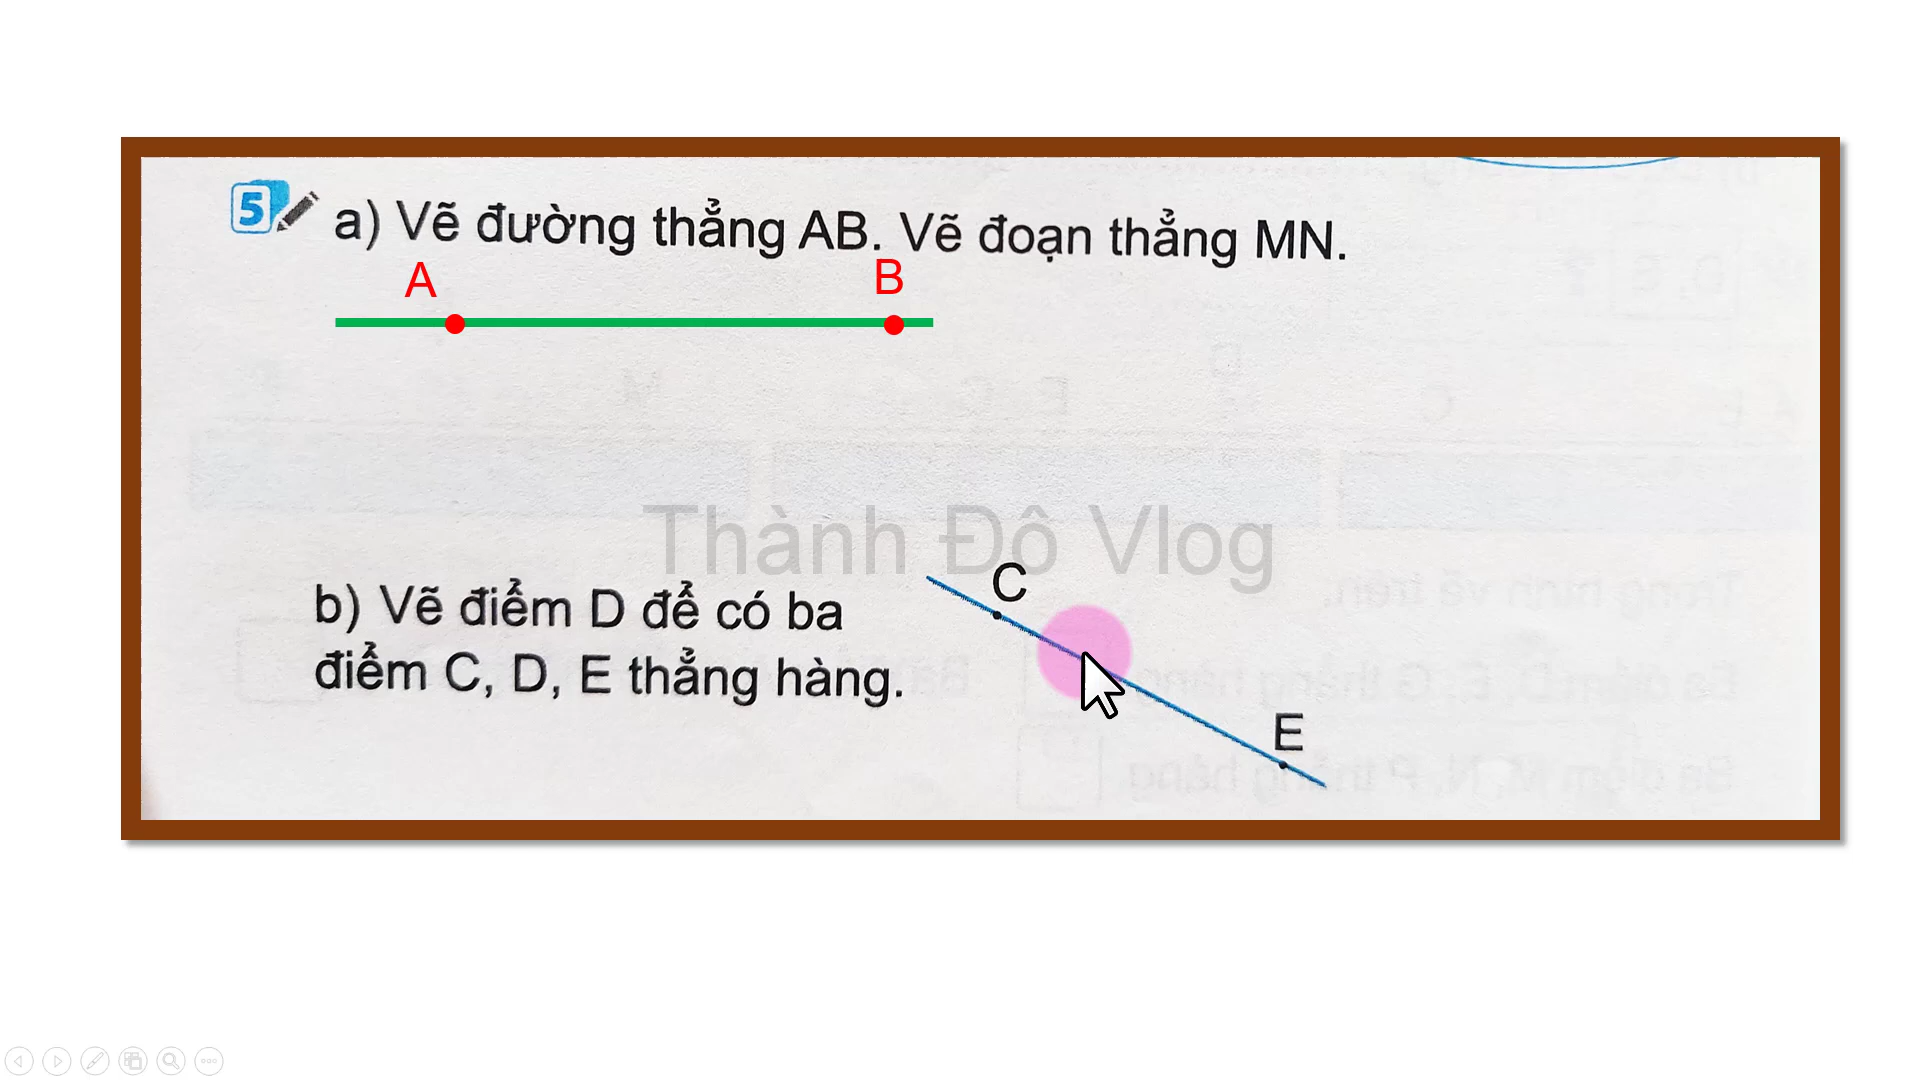 5 a) Vẽ đường thẳng AB. Vẽ đoạn thẳng MN.
A B
Thành Đô Vlog
b) Vẽ điểm D để có ba
điểm C, D, E thẳng hàng.
C
E